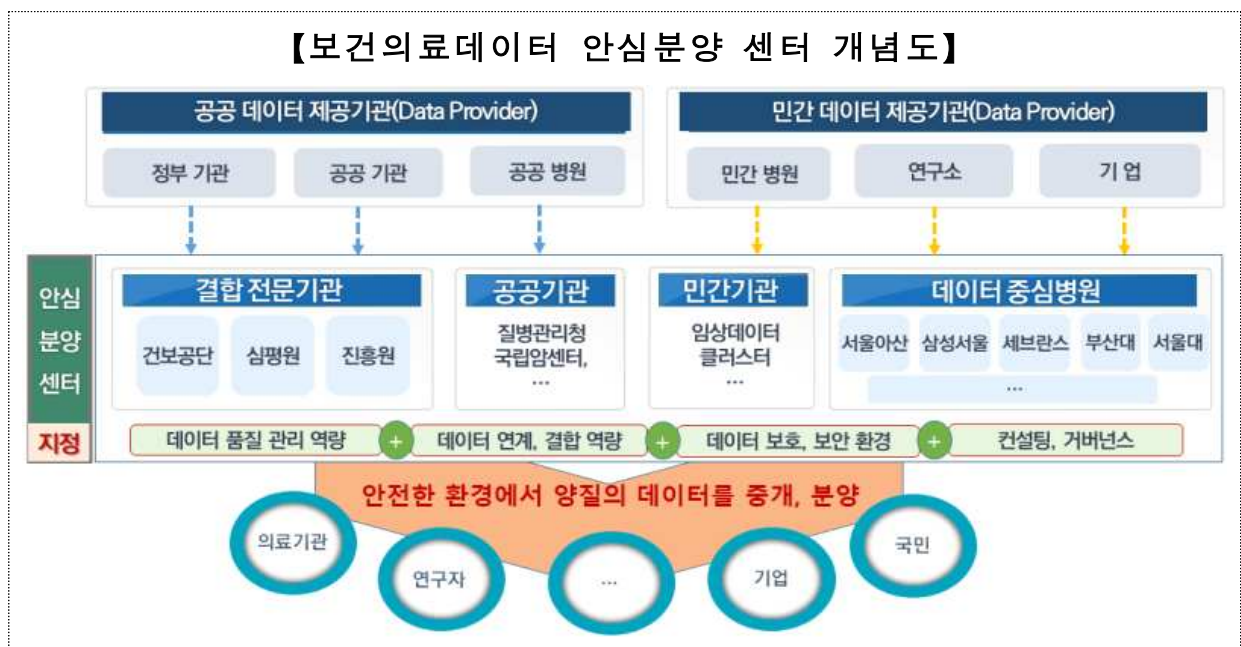 【보건의료데이터 안심분양 센터 개념도】
공공 데이터 제공기관(Data Provider)
정부 기관
공공 기관
공공 병원
민간 데이터 제공기관(Data Provider)
민간 병원
연구소
기 업
안심
분양
센터
지정
결합 전문기관
건보공단
심평원
진흥원
공공기관
질병관리청
국립암센터,
...
민간기관
임상데이터
클러스터
...
데이터 중심병원
서울아산
삼성서울
세브란스
부산대
서울대
...
데이터 품질 관리 역량
+
데이터 연계, 결합 역량
+
데이터 보호, 보안 환경
+
컨설팅, 거버넌스
안전한 환경에서 양질의 데이터를 중개, 분양
의료기관
연구자
...
기업
국민